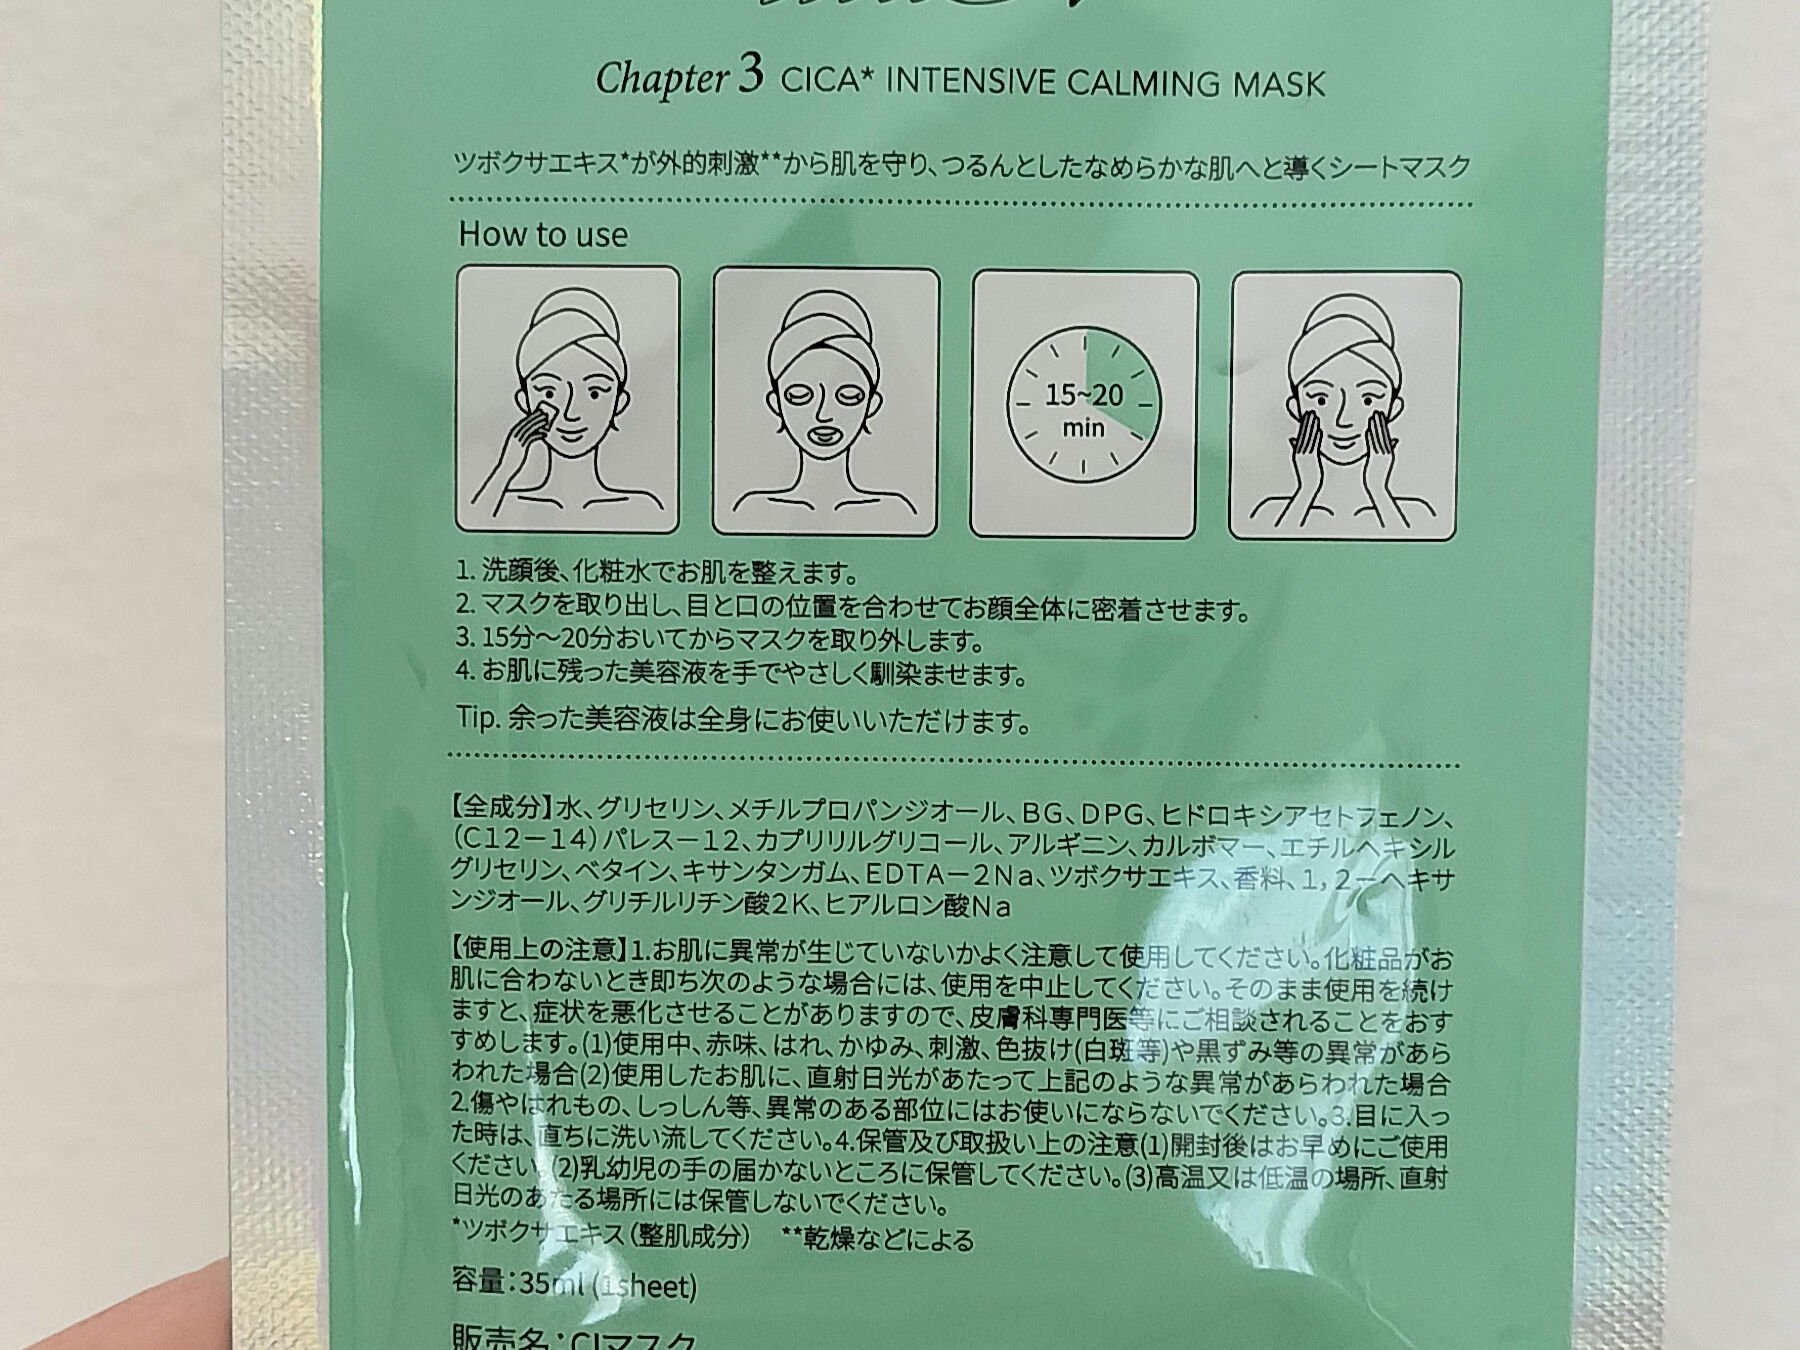 Chapter 3 CICA* INTENSIVE CALMING MASK
ツボクサエキス*が外的刺激**から肌を守り、つるんとしたなめらかな肌へと導くシートマスク
How to use
15~20
min
1. 洗顔後、化粧水でお肌を整えます。
2. マスクを取り出し、目と口の位置を合わせてお顔全体に密着させます。
3. 15分～20分おいてからマスクを取り外します。
4. お肌に残った美容液を手でやさしく馴染ませます。
Tip. 余った美容液は全身にお使いいただけます。
【全成分】水、グリセリン、メチルプロパンジオール、BG、DPG、ヒドロキシアセトフェノン、
（C12－14）パレス－12、カプリリルグリコール、アルギニン、カルボマー、エチルヘキシル
グリセリン、ベタイン、キサンタンガム、EDTA－2Na、ツボクサエキス、香料、1，2－ヘキサ
ンジオール、グリチルリチン酸2K、ヒアルロン酸Na
【使用上の注意】1.お肌に異常が生じていないかよく注意して使用してください。化粧品がお
肌に合わないとき即ち次のような場合には、使用を中止してください。そのまま使用を続け
ますと、症状を悪化させることがありますので、皮膚科専門医等にご相談されることをおす
すめします。(1)使用中、赤味、はれ、かゆみ、刺激、色抜け(白斑等)や黒ずみ等の異常があら
われた場合(2)使用したお肌に、直射日光があたって上記のような異常があらわれた場合
2.傷やはれもの、しっしん等、異常のある部位にはお使いにならないでください。3.目に入っ
た時は、直ちに洗い流してください。4.保管及び取扱い上の注意(1)開封後はお早めにご使用
ください。(2)乳幼児の手の届かないところに保管してください。(3)高温又は低温の場所、直射
日光のあたる場所には保管しないでください。
*ツボクサエキス（整肌成分）　**乾燥などによる
容量：35ml (1sheet)
販売名：CIマスク